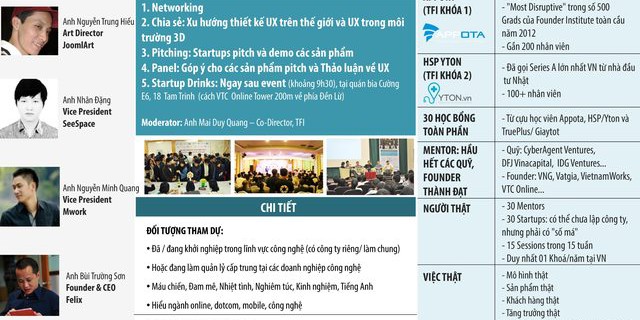 Anh Nguyễn Trung Hiếu
Art Director
JoomlArt
Anh Nhân Đặng
Vice President
SeeSpace
Anh Nguyễn Minh Quang
Vice President
Mwork
Anh Bùi Trường Sơn
Founder & CEO
Felix
1. Networking
2. Chia sẻ: Xu hướng thiết kế UX trên thế giới và UX trong môi
trường 3D
3. Pitching: Startups pitch và demo các sản phẩm
4. Panel: Góp ý cho các sản phẩm pitch và Thảo luận về UX
5. Startup Drinks: Ngay sau event (khoảng 9h30), tại quán bia Cường
E6, 18 Tam Trinh (cách VTC Online Tower 200m về phía Đền Lừ)
Moderator: Anh Mai Duy Quang – Co-Director, TFI
CHI TIẾT
ĐỐI TƯỢNG THAM DỰ:
• Đã / đang khởi nghiệp trong lĩnh vực công nghệ (có công ty riêng/ làm chung)
• Hoặc đang làm quản lý cấp trung tại các doanh nghiệp công nghệ
• Máu chiến, Đam mê, Nhiệt tình, Nghiêm túc, Kinh nghiệm, Tiếng Anh
• Hiểu ngành online, dotcom, mobile, công nghệ
(TFI KHÓA 1)
APPOTA
- "Most Disruptive" trong số 500
Grads của Founder Institute toàn cầu
năm 2012
- Gần 200 nhân viên
HSP YTON
(TFI KHÓA 2)
YTON.vn
- Đã gọi Series A lớn nhất VN từ nhà đầu
tư Nhật
- 100+ nhân viên
30 HỌC BỔNG
TOÀN PHẦN
- Từ cựu học viên Appota, HSP/Yton và
TruePlus/ Giaytot
MENTOR: HẦU
HẾT CÁC QUỸ,
FOUNDER
THÀNH ĐẠT
- Quỹ: CyberAgent Ventures,
DFJ Vinacapital, IDG Ventures...
- Founder: VNG, Vatgia, VietnamWorks,
VTC Online...
NGƯỜI THẬT
- 30 Mentors
- 30 Startups: có thể chưa lập công ty,
nhưng phải có "số má"
- 15 Sessions trong 15 tuần
- Duy nhất 01 Khoá/năm tại VN
VIỆC THẬT
- Mô hình thật
- Sản phẩm thật
- Khách hàng thật
- Tăng trưởng thật